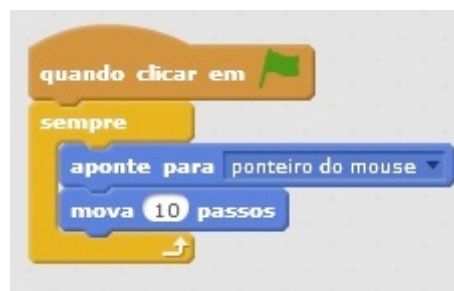 quando clicar em
sempre
aponte para ponteiro do mouse
mova 10 passos